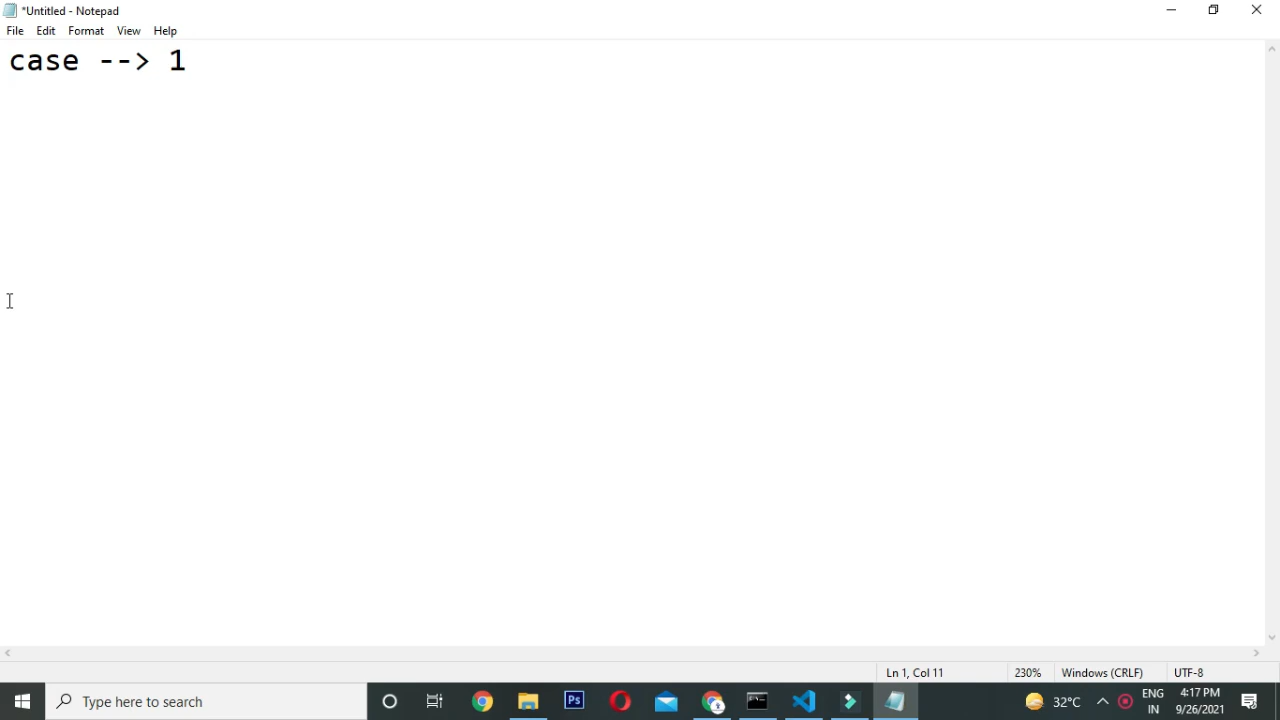 *Untitled - Notepad
File Edit Format View Help
case --> 1
Ln 1, Col 11 230% Windows (CRLF) UTF-8
Type here to search
Ps
32°C
ENG
IN
4:17 PM
9/26/2021